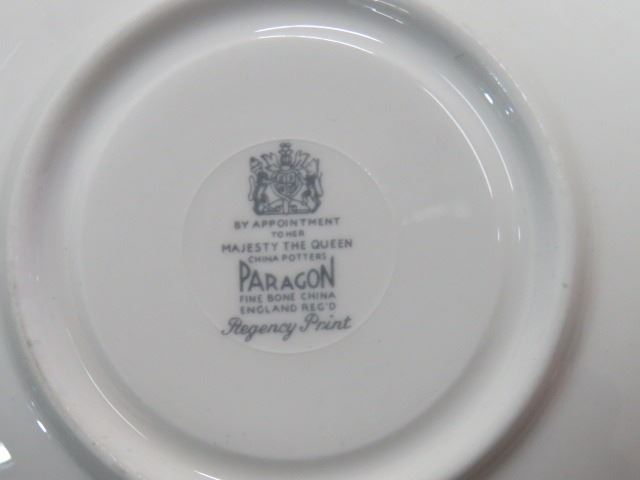 BY APPOINTMENT
TO HER
MAJESTY THE QUEEN
CHINA POTTERS
PARAGON
FINE BONE CHINA
ENGLAND REG'D
Regency Print